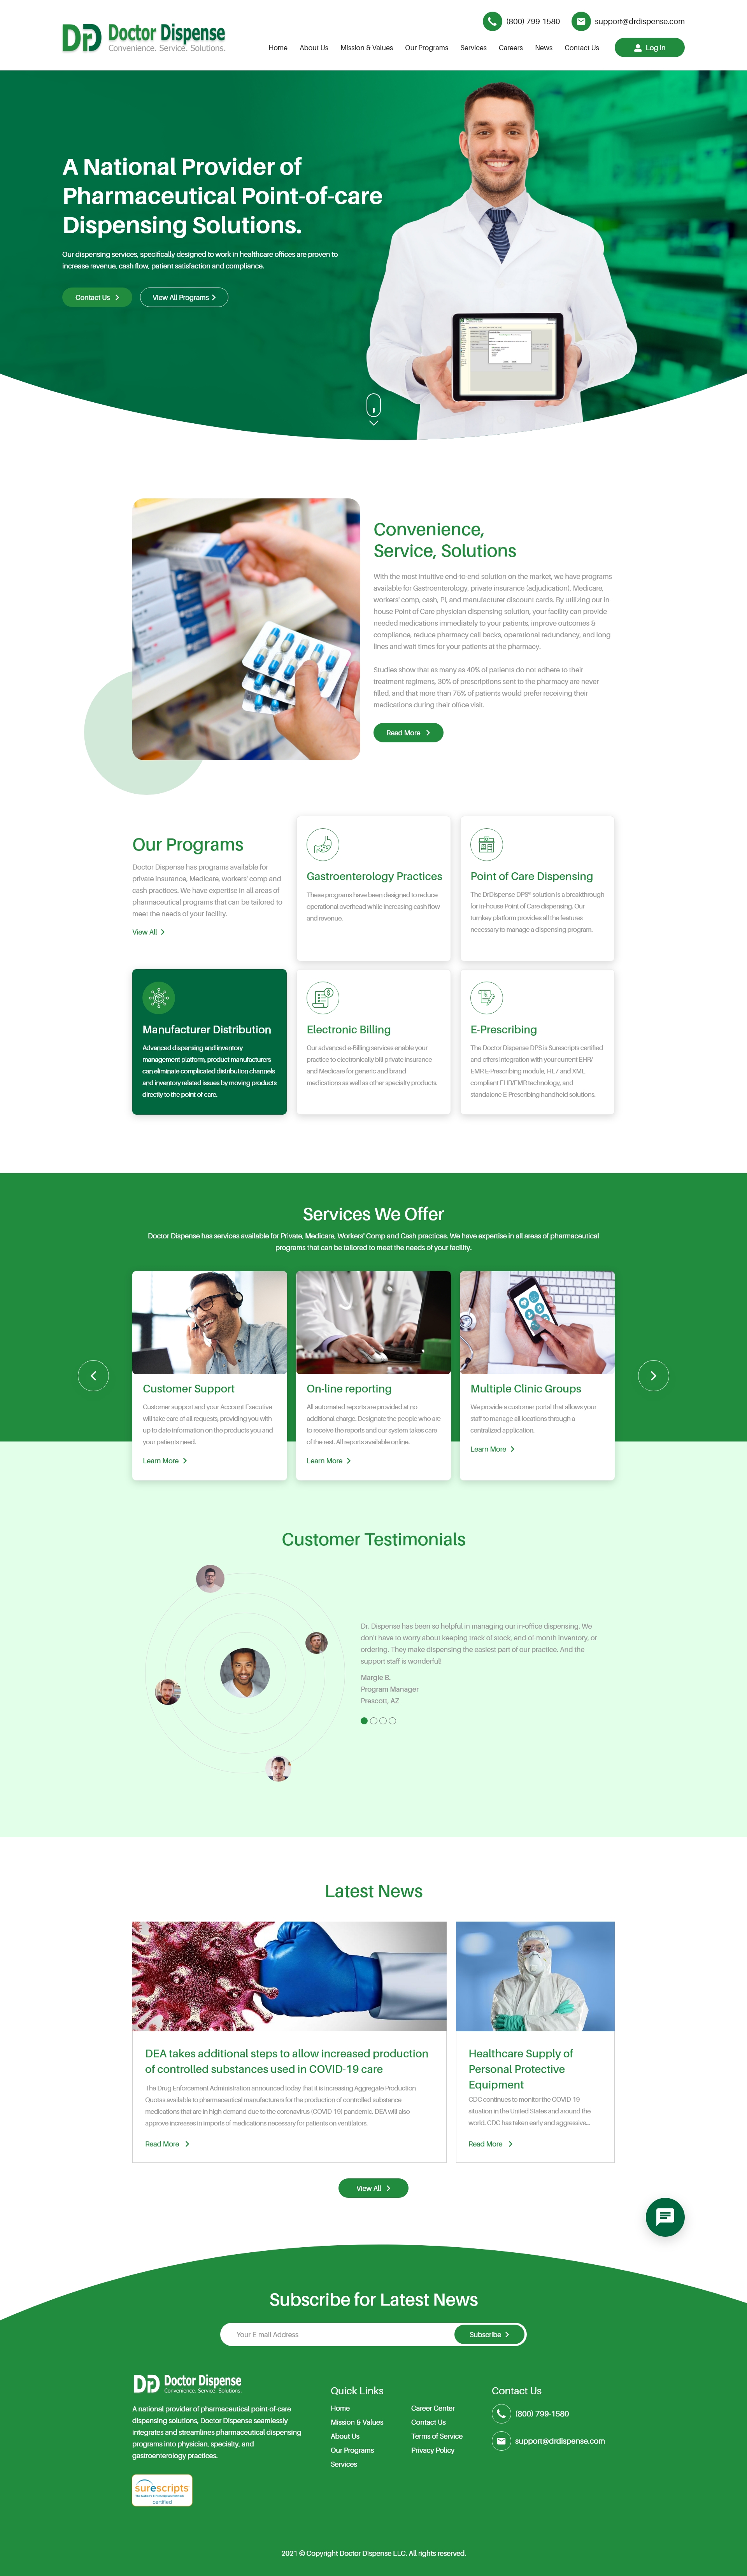 (800) 799-1580
support@drdispense.com
DD Doctor Dispense
Convenience. Service. Solutions.
Home
About Us
Mission & Values
Our Programs
Services
Careers
News
Contact Us
Log in
A National Provider of
Pharmaceutical Point-of-care
Dispensing Solutions.
Our dispensing services, specifically designed to work in healthcare offices are proven to
increase revenue, cash flow, patient satisfaction and compliance.
Contact Us
View All Programs
Convenience,
Service, Solutions
With the most intuitive end-to-end solution on the market, we have programs
available for Gastroenterology, private insurance (adjudication), Medicare,
workers' comp, cash, PI, and manufacturer discount cards. By utilizing our in-
house Point of Care physician dispensing solution, your facility can provide
needed medications immediately to your patients, improve outcomes &
compliance, reduce pharmacy call backs, operational redundancy, and long
lines and wait times for your patients at the pharmacy.
Studies show that as many as 40% of patients do not adhere to their
treatment regimens, 30% of prescriptions sent to the pharmacy are never
filled, and that more than 75% of patients would prefer receiving their
medications during their office visit.
Read More
Our Programs
Doctor Dispense has programs available for
private insurance, Medicare, workers' comp and
cash practices. We have expertise in all areas of
pharmaceutical programs that can be tailored to
meet the needs of your facility.
View All
Gastroenterology Practices
These programs have been designed to reduce
operational overhead while increasing cash flow
and revenue.
Point of Care Dispensing
The DrDispense DPS® solution is a breakthrough
for in-house Point of Care dispensing. Our
turnkey platform provides all the features
necessary to manage a dispensing program.
Manufacturer Distribution
Advanced dispensing and inventory
management platform, product manufacturers
can eliminate complicated distribution channels
and inventory related issues by moving products
directly to the point-of-care.
Electronic Billing
Our advanced e-Billing services enable your
practice to electronically bill private insurance
and Medicare for generic and brand
medications as well as other specialty products.
E-Prescribing
The Doctor Dispense DPS is Surescripts certified
and offers integration with your current EHR/
EMR E-Prescribing module, HL7 and XML
compliant EHR/EMR technology, and
standalone E-Prescribing handheld solutions.
Services We Offer
Doctor Dispense has services available for Private, Medicare, Workers' Comp and Cash practices. We have expertise in all areas of pharmaceutical
programs that can be tailored to meet the needs of your facility.
Customer Support
Customer support and your Account Executive
will take care of all requests, providing you with
up to date information on the products you and
your patients need.
Learn More
On-line reporting
All automated reports are provided at no
additional charge. Designate the people who are
to receive the reports and our system takes care
of the rest. All reports available online.
Learn More
Multiple Clinic Groups
We provide a customer portal that allows your
staff to manage all locations through a
centralized application.
Learn More
Customer Testimonials
Dr. Dispense has been so helpful in managing our in-office dispensing. We
don't have to worry about keeping track of stock, end-of-month inventory, or
ordering. They make dispensing the easiest part of our practice. And the
support staff is wonderful!
Margie B.
Program Manager
Prescott, AZ
Latest News
DEA takes additional steps to allow increased production
of controlled substances used in COVID-19 care
The Drug Enforcement Administration announced today that it is increasing Aggregate Production
Quotas available to pharmaceutical manufacturers for the production of controlled substance
medications that are in high demand due to the coronavirus (COVID-19) pandemic. DEA will also
approve increases in imports of medications necessary for patients on ventilators.
Read More
Healthcare Supply of
Personal Protective
Equipment
CDC continues to monitor the COVID-19
situation in the United States and around the
world. CDC has taken early and aggressive...
Read More
View All
Subscribe for Latest News
Your E-mail Address
Subscribe
DD Doctor Dispense
Convenience. Service. Solutions.
A national provider of pharmaceutical point-of-care
dispensing solutions, Doctor Dispense seamlessly
integrates and streamlines pharmaceutical dispensing
programs into physician, specialty, and
gastroenterology practices.
surescripts
The Nation's E-Prescription Network
certified
Quick Links
Home
Mission & Values
About Us
Our Programs
Services
Career Center
Contact Us
Terms of Service
Privacy Policy
Contact Us
(800) 799-1580
support@drdispense.com
2021 © Copyright Doctor Dispense LLC. All rights reserved.